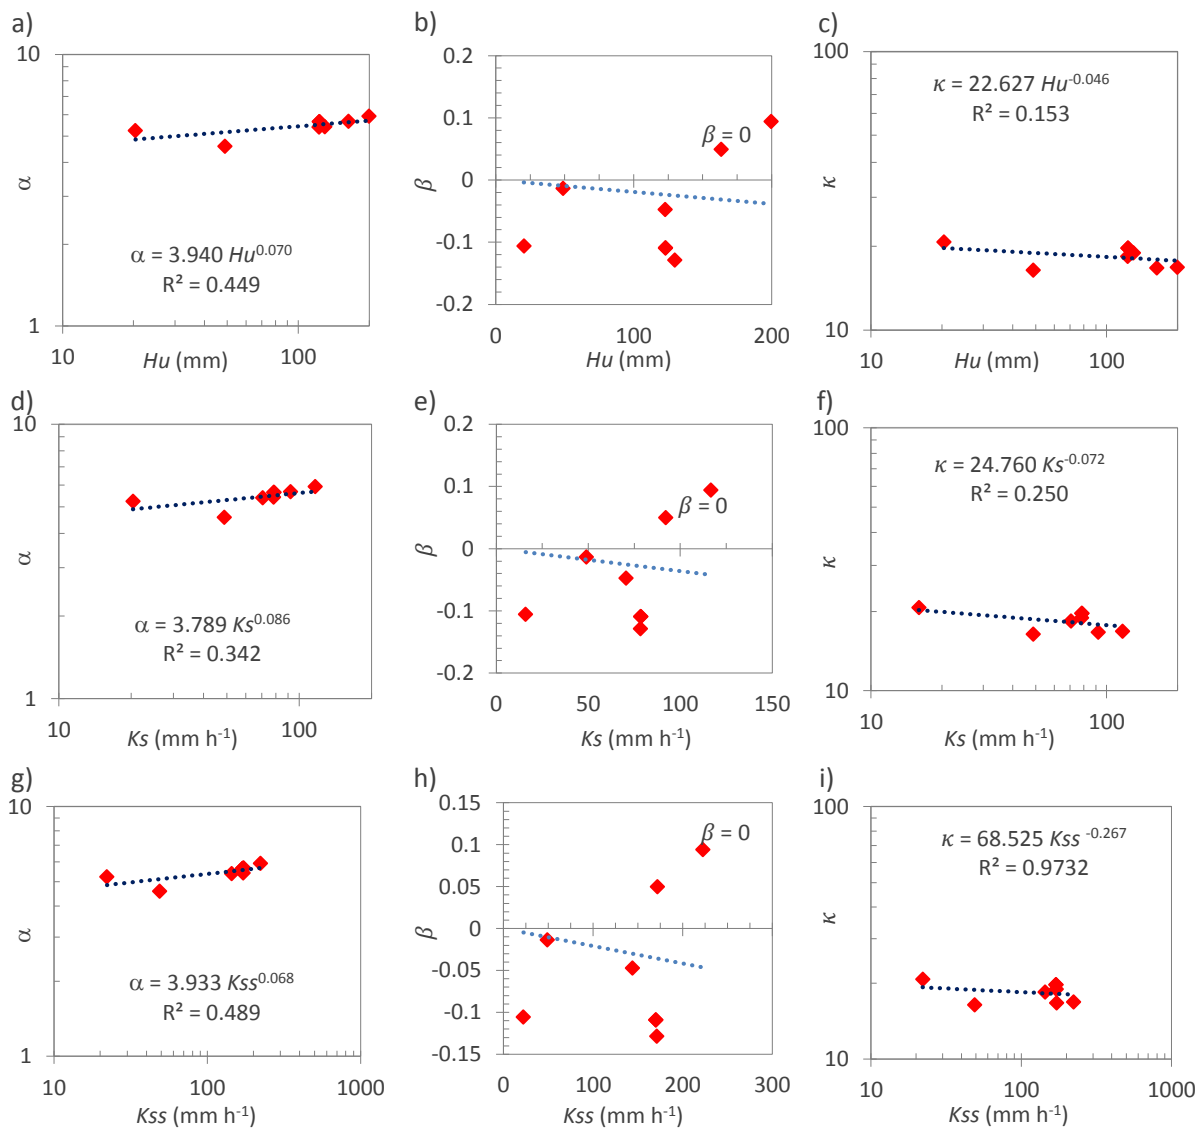 a)
10
α
α = 3.940 Hu^0.070
R² = 0.449
1
10
100
Hu (mm)
b)
0.2
0.1
β = 0
β
0
-0.1
-0.2
0
100
200
Hu (mm)
c)
100
κ = 22.627 Hu^-0.046
R² = 0.153
κ
10
10
100
Hu (mm)
d)
10
α
α = 3.789 Ks^0.086
R² = 0.342
1
10
100
Ks (mm h^-1)
e)
0.2
0.1
β = 0
β
0
-0.1
-0.2
0
50
100
150
Ks (mm h^-1)
f)
100
κ = 24.760 Ks^-0.072
R² = 0.250
κ
10
10
100
Ks (mm h^-1)
g)
10
α
α = 3.933 Kss^0.068
R² = 0.489
1
10
100
1000
Kss (mm h^-1)
h)
0.15
0.1
β = 0
0.05
β
0
-0.05
-0.1
-0.15
0
100
200
300
Kss (mm h^-1)
i)
100
κ = 68.525 Kss^-0.267
R² = 0.9732
κ
10
10
100
1000
Kss (mm h^-1)